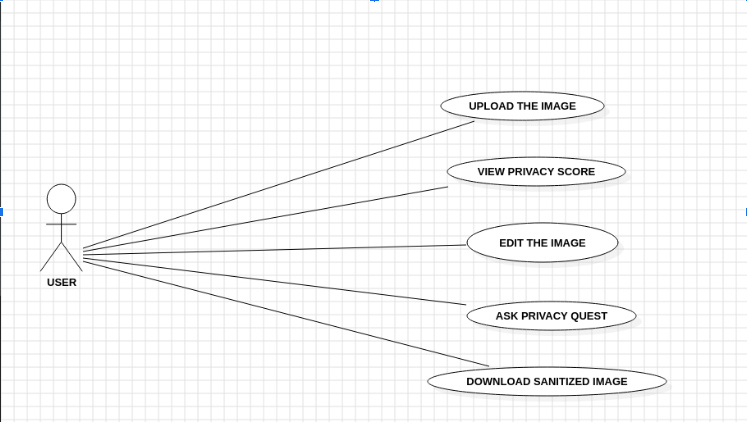 UPLOAD THE IMAGE
VIEW PRIVACY SCORE
EDIT THE IMAGE
USER
ASK PRIVACY QUEST
DOWNLOAD SANITIZED IMAGE